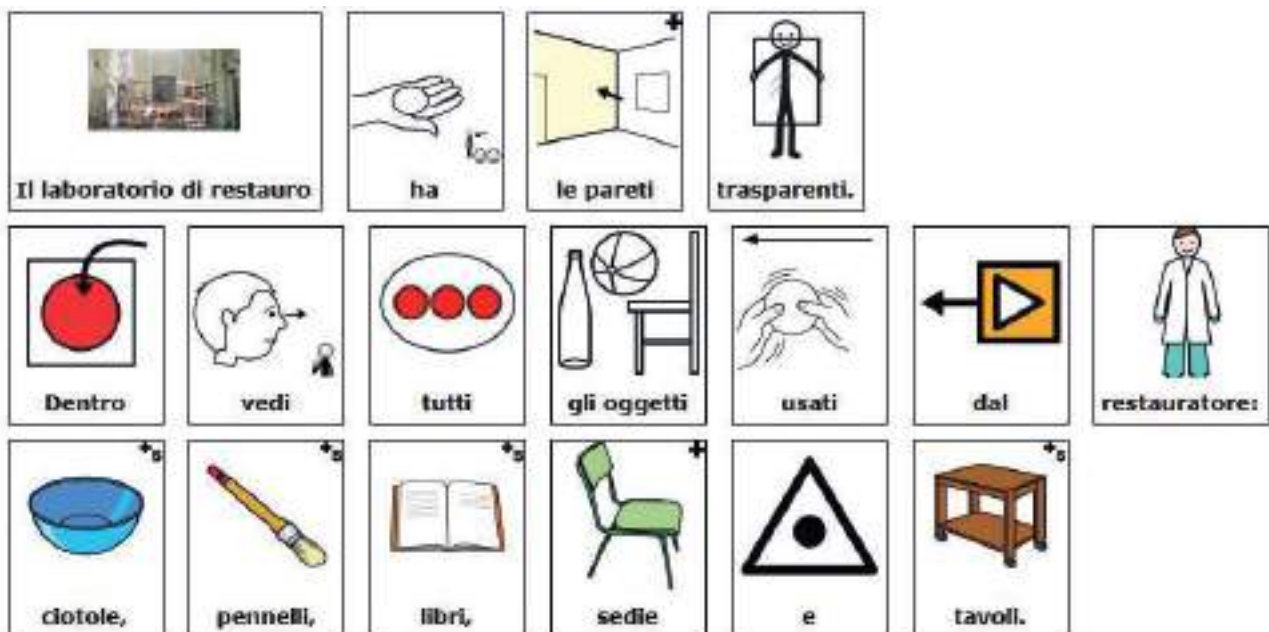 Il laboratorio di restauro ha le pareti trasparenti.
Dentro vedi tutti gli oggetti usati dal restauratore:
ciotole, pennelli, libri, sedie e tavoli.